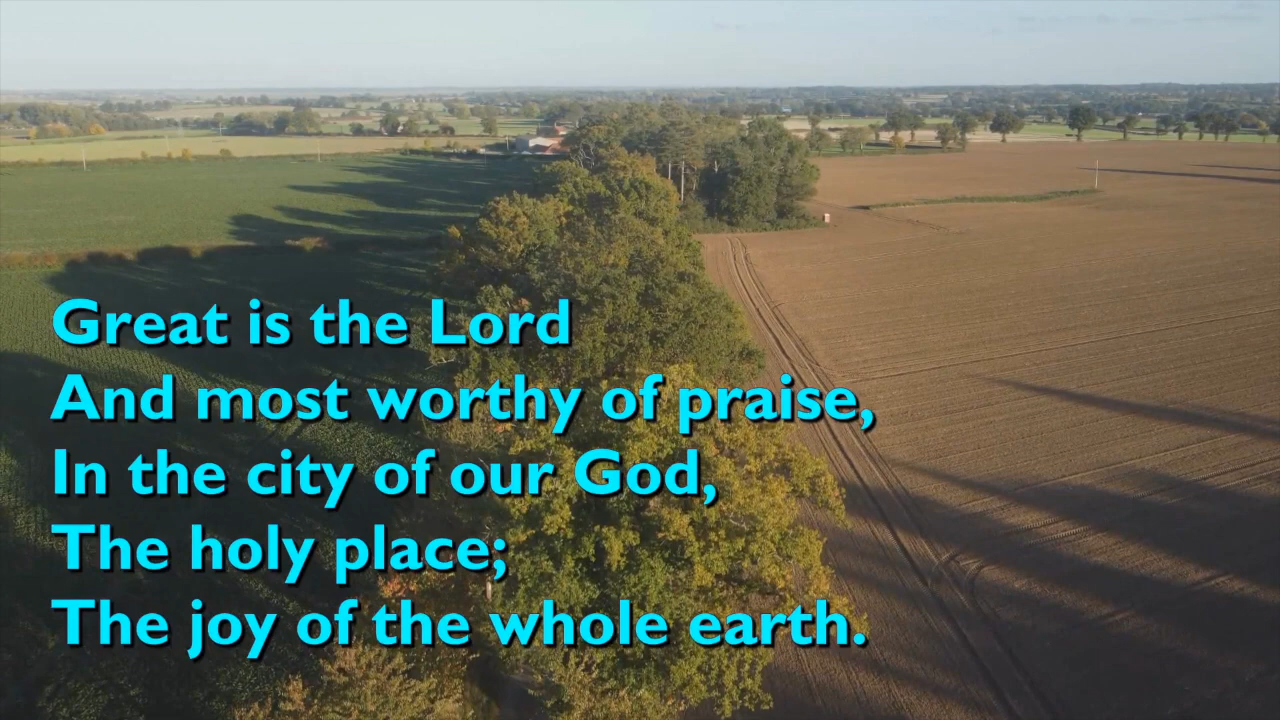 Great is the Lord
And most worthy of praise,
In the city of our God,
The holy place;
The joy of the whole earth.